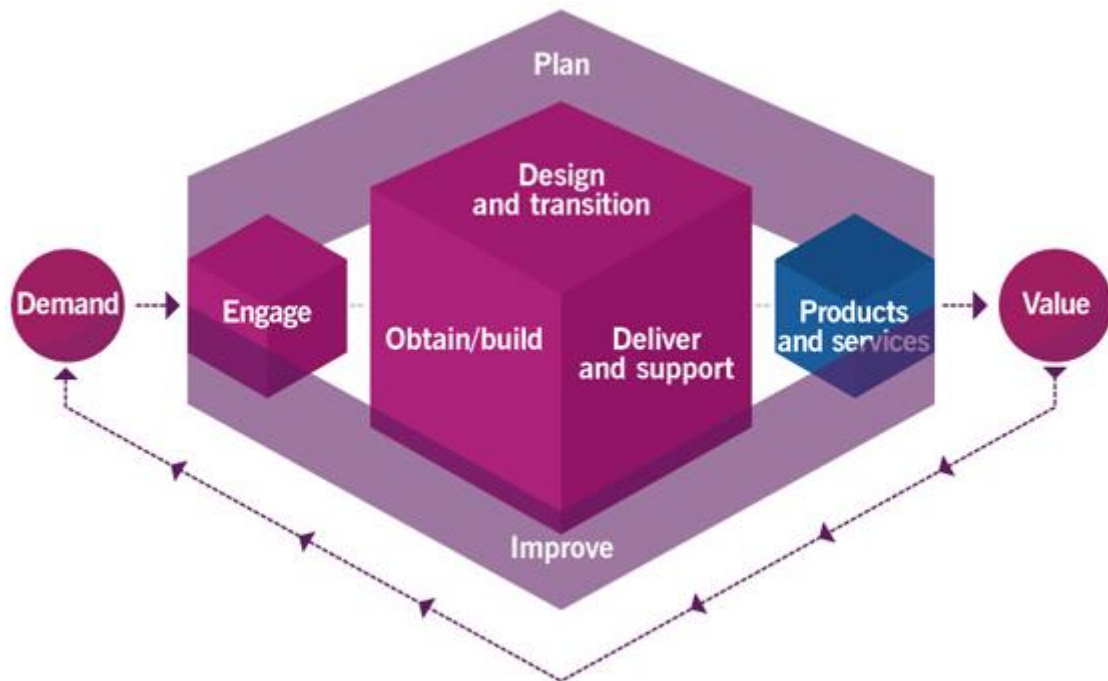 Plan
Design
and transition
Demand
Engage
Obtain/build
Deliver
and support
Products
and services
Value
Improve